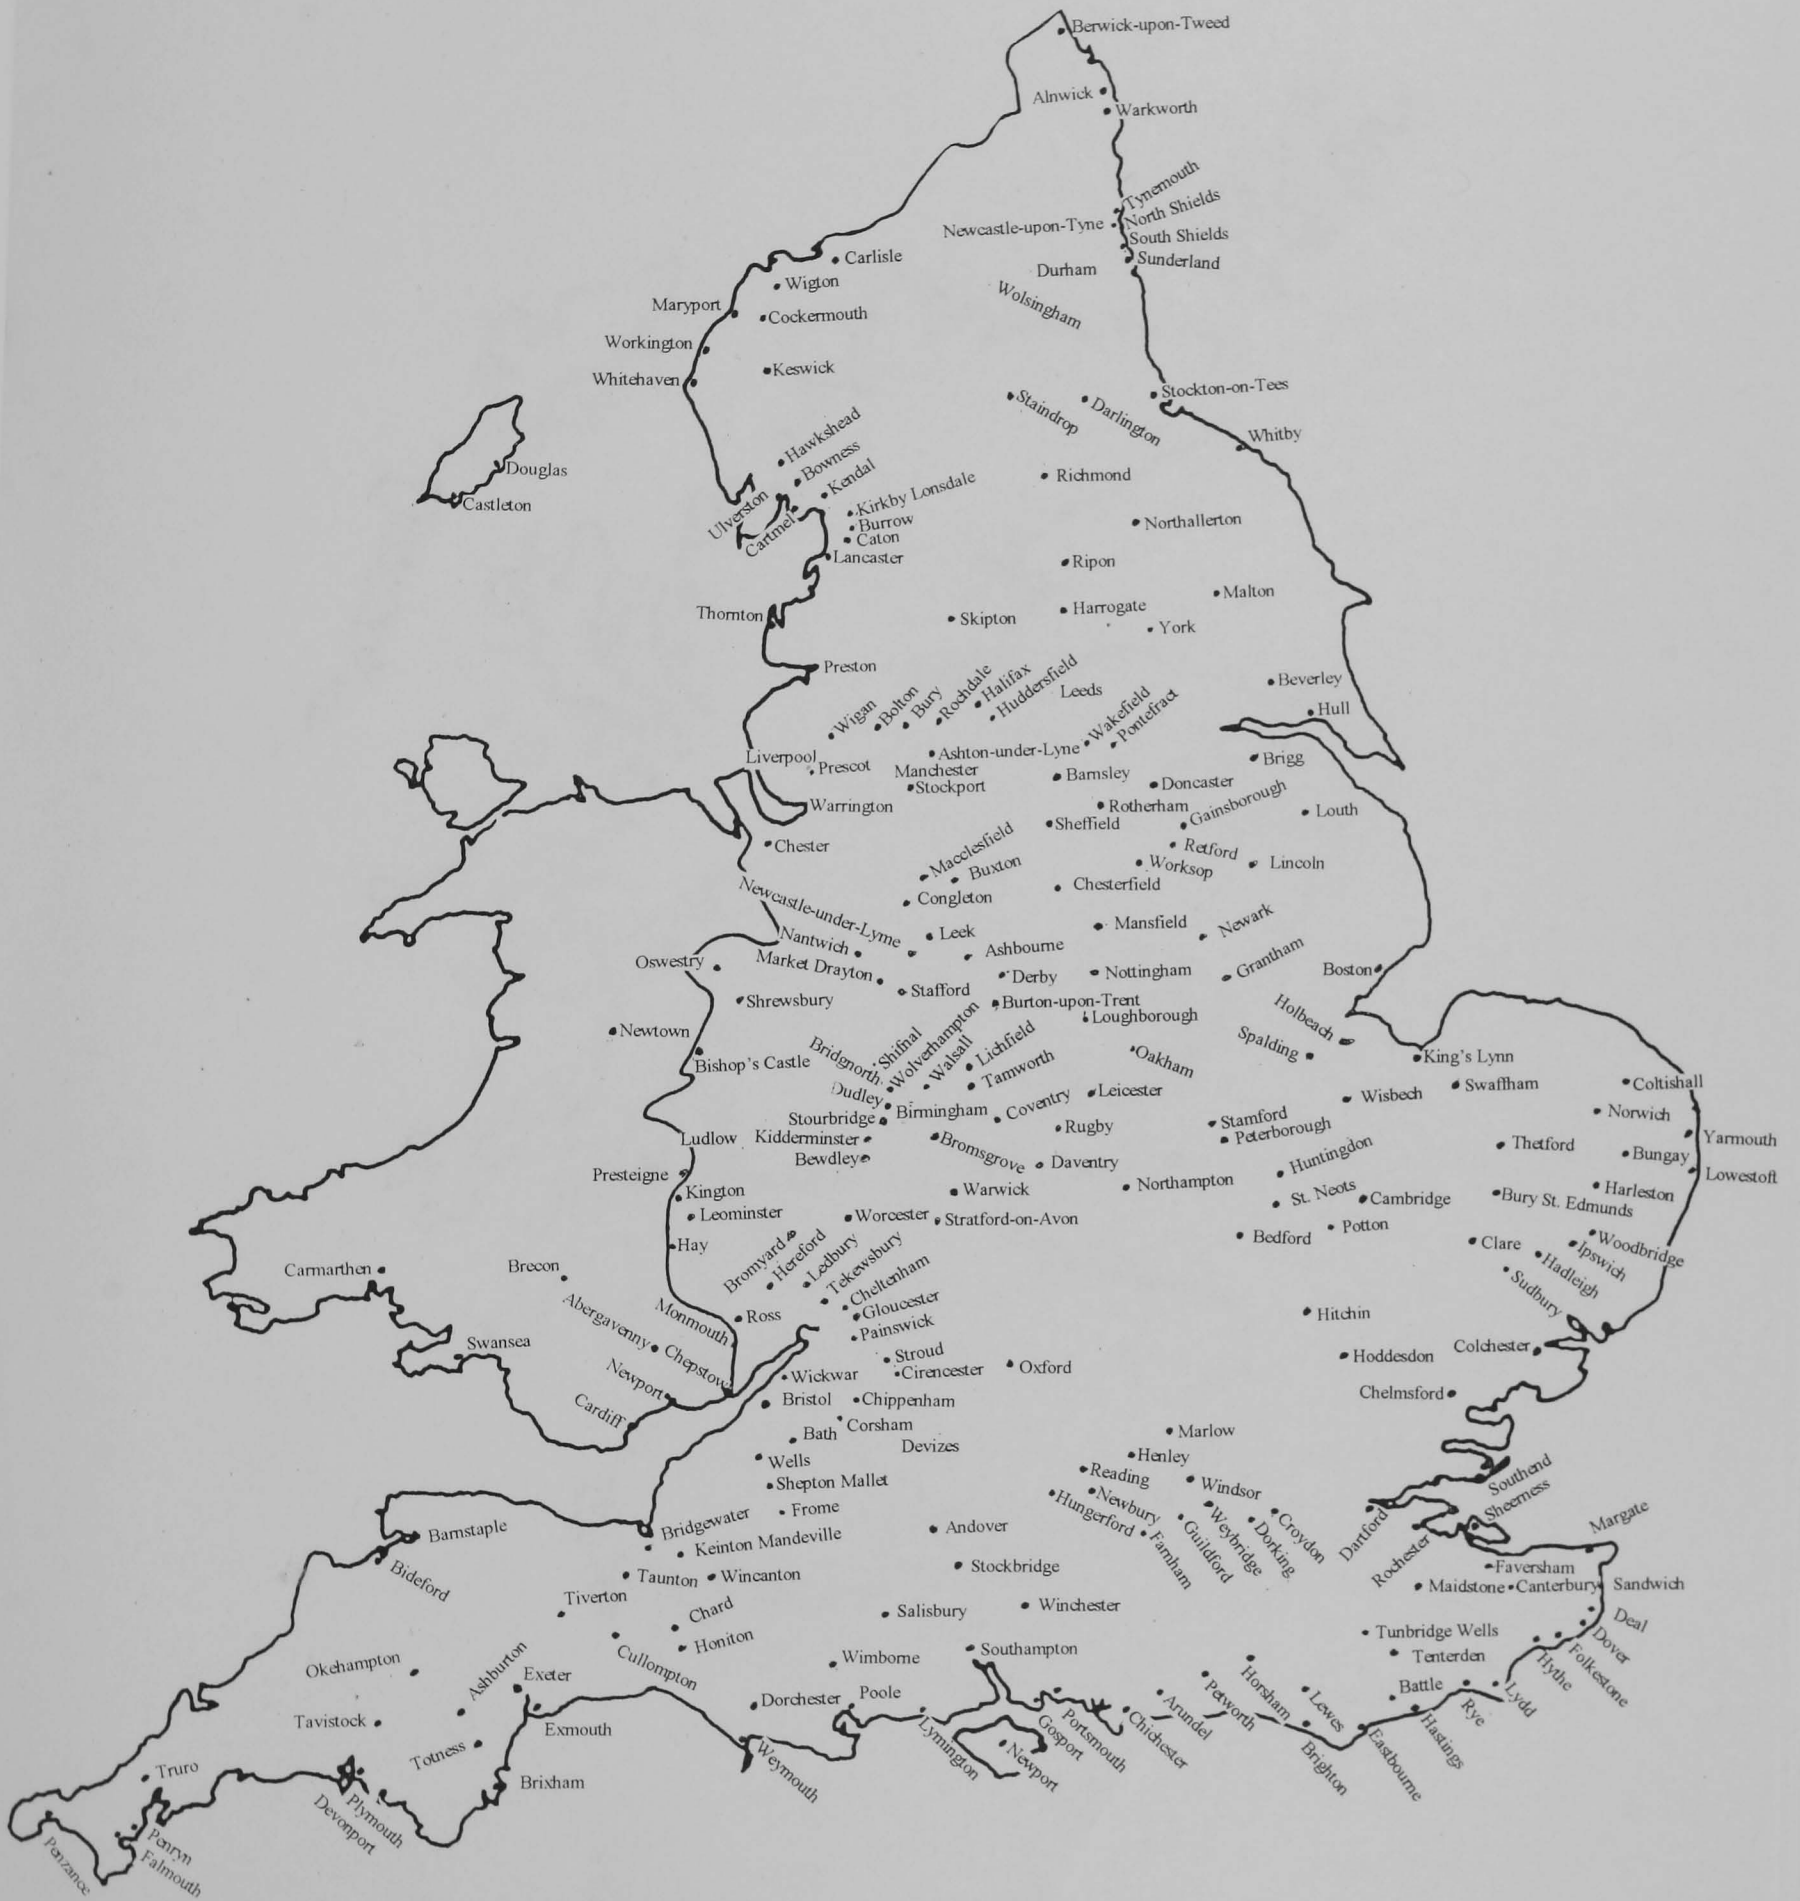 Berwick-upon-Tweed
Alnwick
Warkworth
Tynemouth
Newcastle-upon-Tyne
North Shields
South Shields
Sunderland
Durham
Carlisle
Wigton
Wolsingham
Maryport
Cockermouth
Workington
Keswick
Whitehaven
Stockton-on-Tees
Staindrop
Darlington
Whitby
Hawkshead
Bowness
Kendal
Douglas
Castleton
Richmond
Ulverston
Cartmel
Kirkby Lonsdale
Burrow
Caton
Lancaster
Northallerton
Ripon
Malton
Thornton
Skipton
Harrogate
York
Preston
Beverley
Hull
Wigan
Bolton
Bury
Rochdale
Halifax
Huddersfield
Leeds
Wakefield
Pontefract
Liverpool
Prescot
Ashton-under-Lyne
Manchester
Stockport
Barnsley
Doncaster
Brigg
Warrington
Rotherham
Gainsborough
Louth
Sheffield
Chester
Macclesfield
Buxton
Retford
Worksop
Lincoln
Chesterfield
Congleton
Newcastle-under-Lyme
Leek
Mansfield
Newark
Nantwich
Ashbourne
Oswestry
Market Drayton
Derby
Nottingham
Grantham
Boston
Shrewsbury
Stafford
Burton-upon-Trent
Loughborough
Holbeach
Newtown
Spalding
King's Lynn
Bishop's Castle
Bridgnorth
Shifnal
Wolverhampton
Walsall
Lichfield
Tamworth
Oakham
Swaffham
Coltishall
Dudley
Birmingham
Coventry
Leicester
Wisbech
Norwich
Stourbridge
Rugby
Stamford
Peterborough
Yarmouth
Ludlow
Kidderminster
Bewdley
Bromsgrove
Daventry
Huntingdon
Thetford
Bungay
Lowestoft
Presteigne
Kington
Leominster
Warwick
Northampton
St. Neots
Cambridge
Bury St. Edmunds
Harleston
Worcester
Stratford-on-Avon
Bedford
Potton
Hay
Bromyard
Hereford
Ledbury
Tekewsbury
Cheltenham
Gloucester
Painswick
Clare
Woodbridge
Ipswich
Hadleigh
Sudbury
Carmarthen
Brecon
Abergavenny
Monmouth
Ross
Hitchin
Swansea
Chepstow
Newport
Cardiff
Stroud
Cirencester
Oxford
Hoddesdon
Colchester
Chelmsford
Wickwar
Bristol
Chippenham
Corsham
Bath
Devizes
Marlow
Henley
Wells
Shepton Mallet
Reading
Windsor
Southend
Sheerness
Newbury
Hungerford
Farnham
Guildford
Weybridge
Dorking
Croydon
Dartford
Rochester
Margate
Barnstaple
Bridgewater
Frome
Keinton Mandeville
Andover
Bideford
Taunton
Wincanton
Stockbridge
Faversham
Maidstone
Canterbury
Sandwich
Tiverton
Chard
Salisbury
Winchester
Deal
Dover
Folkestone
Hythe
Tunbridge Wells
Tenterden
Honiton
Cullompton
Okehampton
Ashburton
Exeter
Wimborne
Southampton
Battle
Lydd
Rye
Hastings
Tavistock
Exmouth
Dorchester
Poole
Lymington
Newport
Gosport
Portsmouth
Chichester
Arundel
Petworth
Horsham
Lewes
Brighton
Eastbourne
Totness
Weymouth
Truro
Brixham
Plymouth
Devonport
Penryn
Falmouth
Penzance